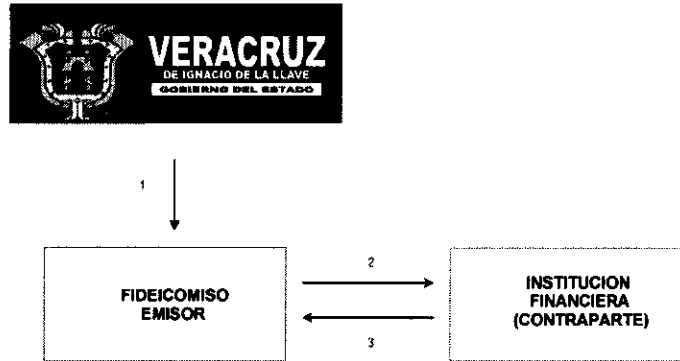 VERACRUZ
DE IGNACIO DE LA LLAVE
GOBIERNO DEL ESTADO
1
FIDEICOMISO
EMISOR
2
3
INSTITUCION
FINANCIERA
(CONTRAPARTE)